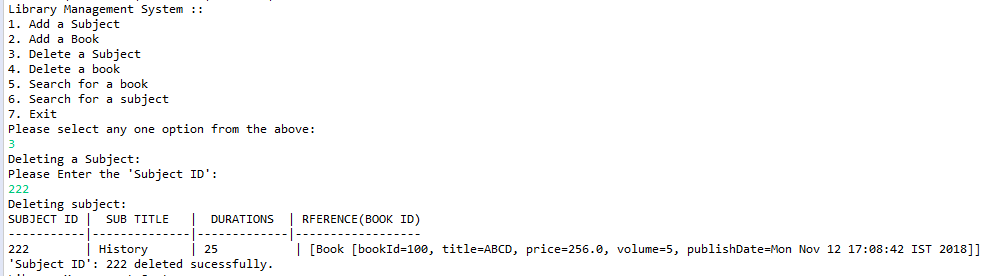 Library Management System ::
1. Add a Subject
2. Add a Book
3. Delete a Subject
4. Delete a book
5. Search for a book
6. Search for a subject
7. Exit
Please select any one option from the above:
3
Deleting a Subject:
Please Enter the 'Subject ID':
222
Deleting subject:
SUBJECT ID |  SUB TITLE   |  DURATIONS  | RFERENCE(BOOK ID)
-----------|--------------|-------------|-----------------
222        | History      | 25          | [Book [bookId=100, title=ABCD, price=256.0, volume=5, publishDate=Mon Nov 12 17:08:42 IST 2018]]
'Subject ID': 222 deleted sucessfully.